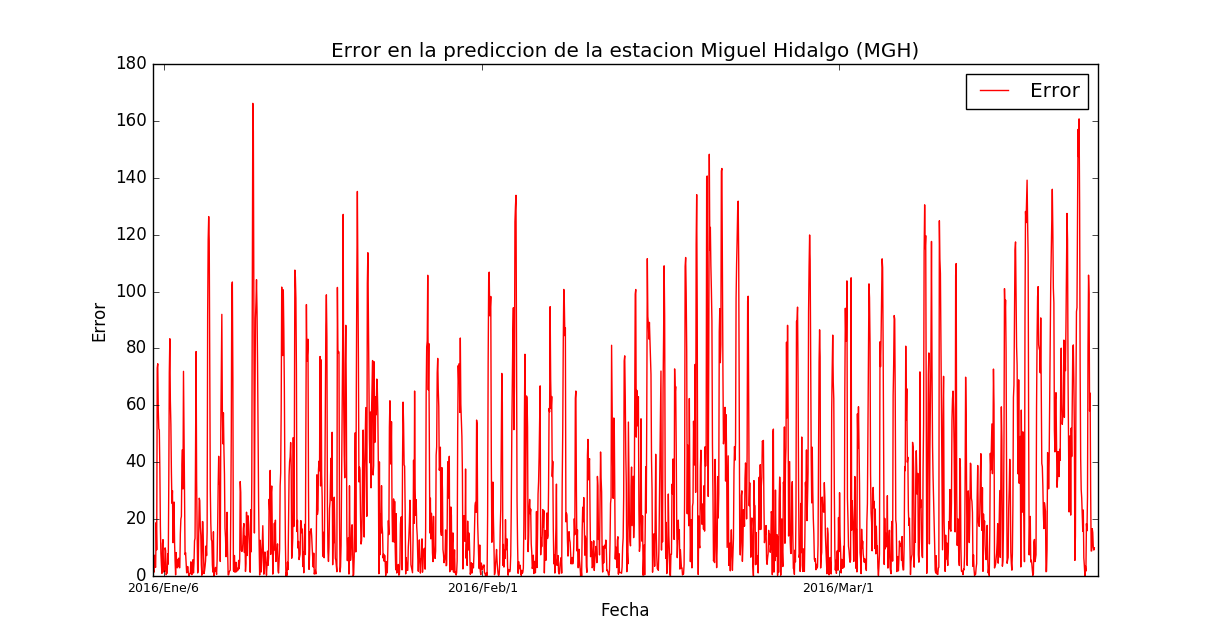 Error en la prediccion de la estacion Miguel Hidalgo (MGH)
180
160
140
120
100
80
60
40
20
0
Error
Error
2016/Ene/6
2016/Feb/1
2016/Mar/1
Fecha